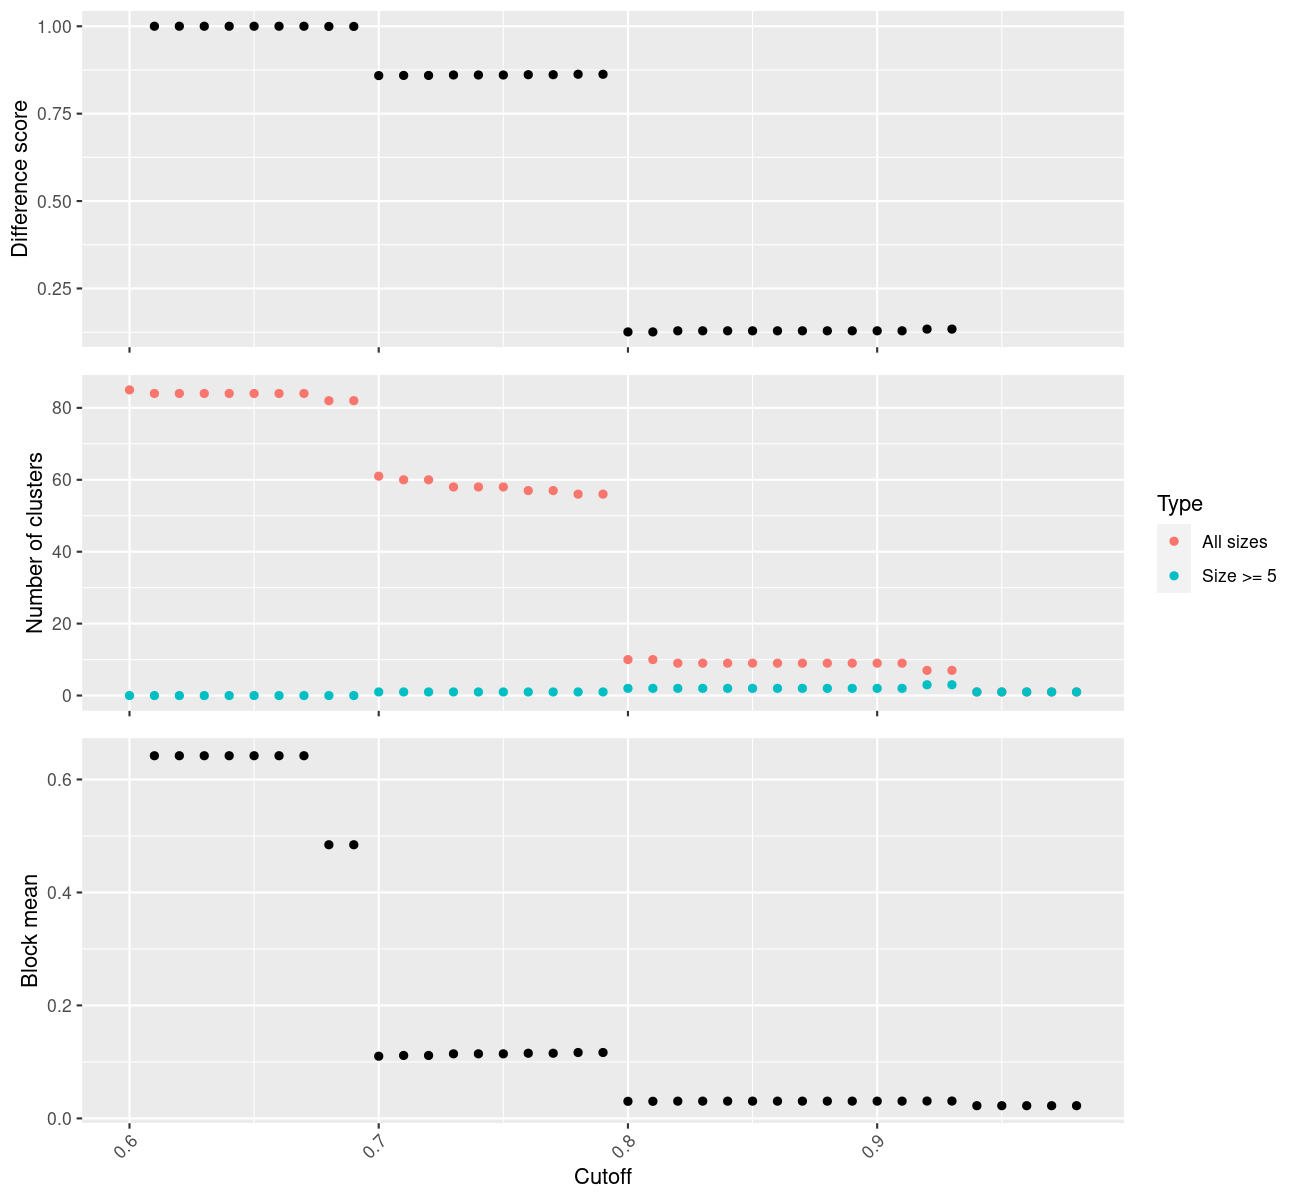 Difference score
1.00
0.75
0.50
0.25
Number of clusters
80
60
40
20
0
Type
All sizes
Size >= 5
Block mean
0.6
0.4
0.2
0.0
0.6 0.7 0.8 0.9
Cutoff